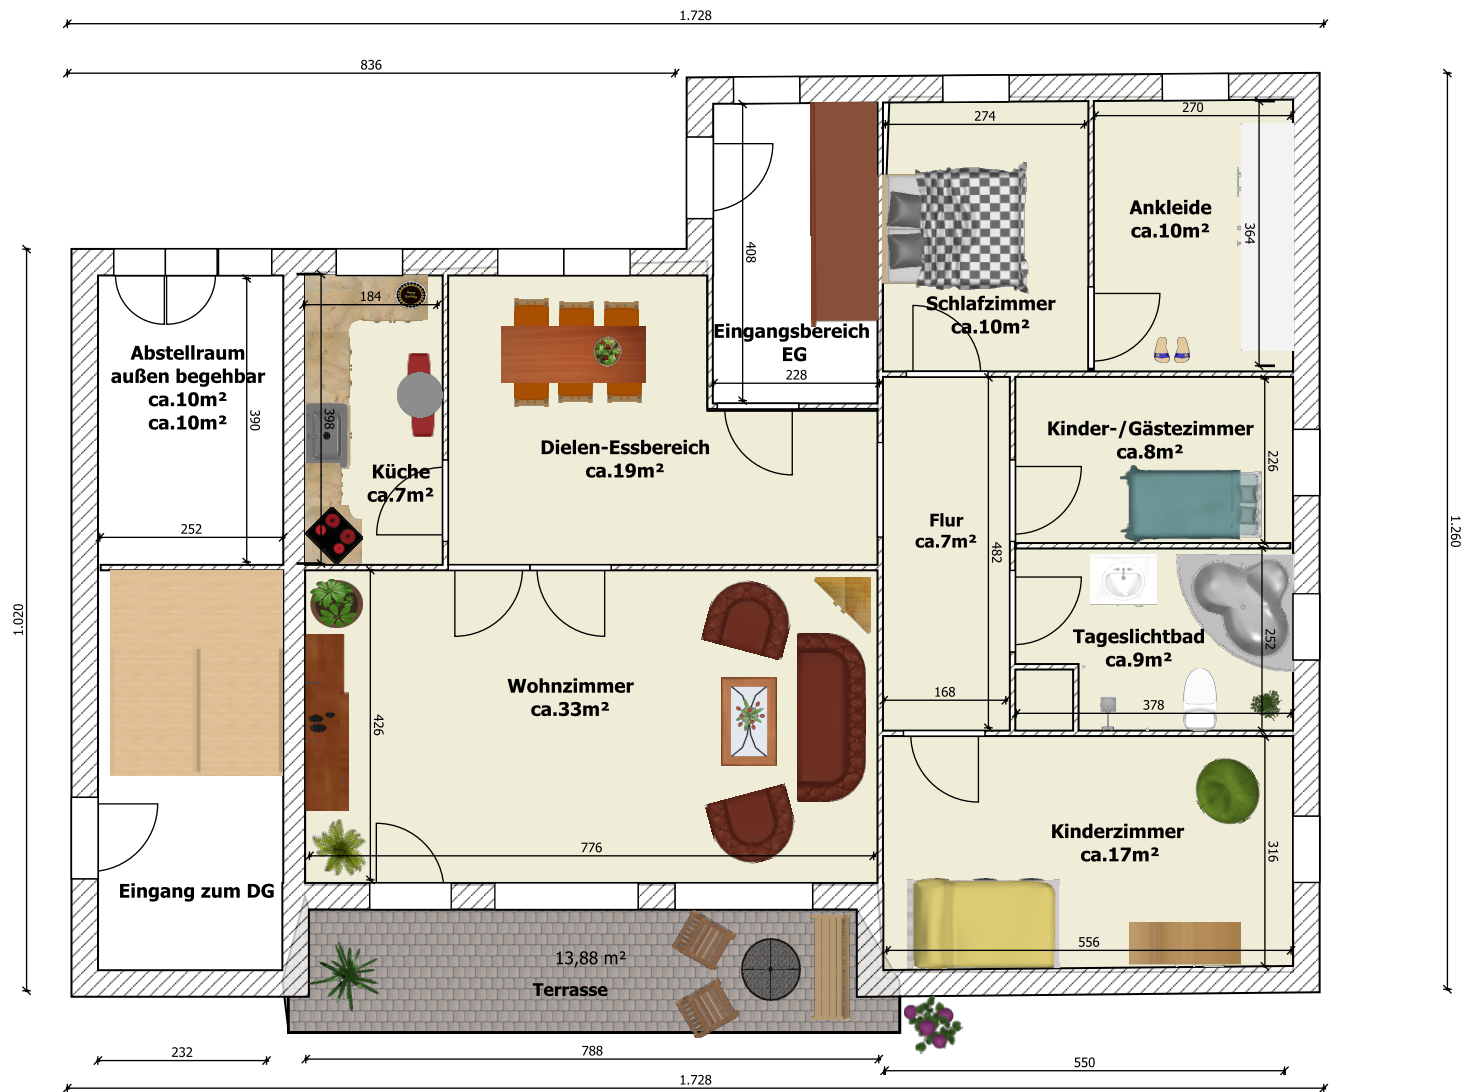 1.728
836
274
270
Ankleide
ca.10m²
364
408
184
Schlafzimmer
ca.10m²
Eingangsbereich
EG
228
Abstellraum
außen begehbar
ca.10m²
ca.10m²
390
398
Dielen-Essbereich
ca.19m²
Küche
ca.7m²
Kinder-/Gästezimmer
ca.8m²
226
252
Flur
ca.7m²
482
1.260
1.020
Tageslichtbad
ca.9m²
252
Wohnzimmer
ca.33m²
426
168
378
776
Kinderzimmer
ca.17m²
316
Eingang zum DG
556
13,88 m²
Terrasse
232
788
550
1.728